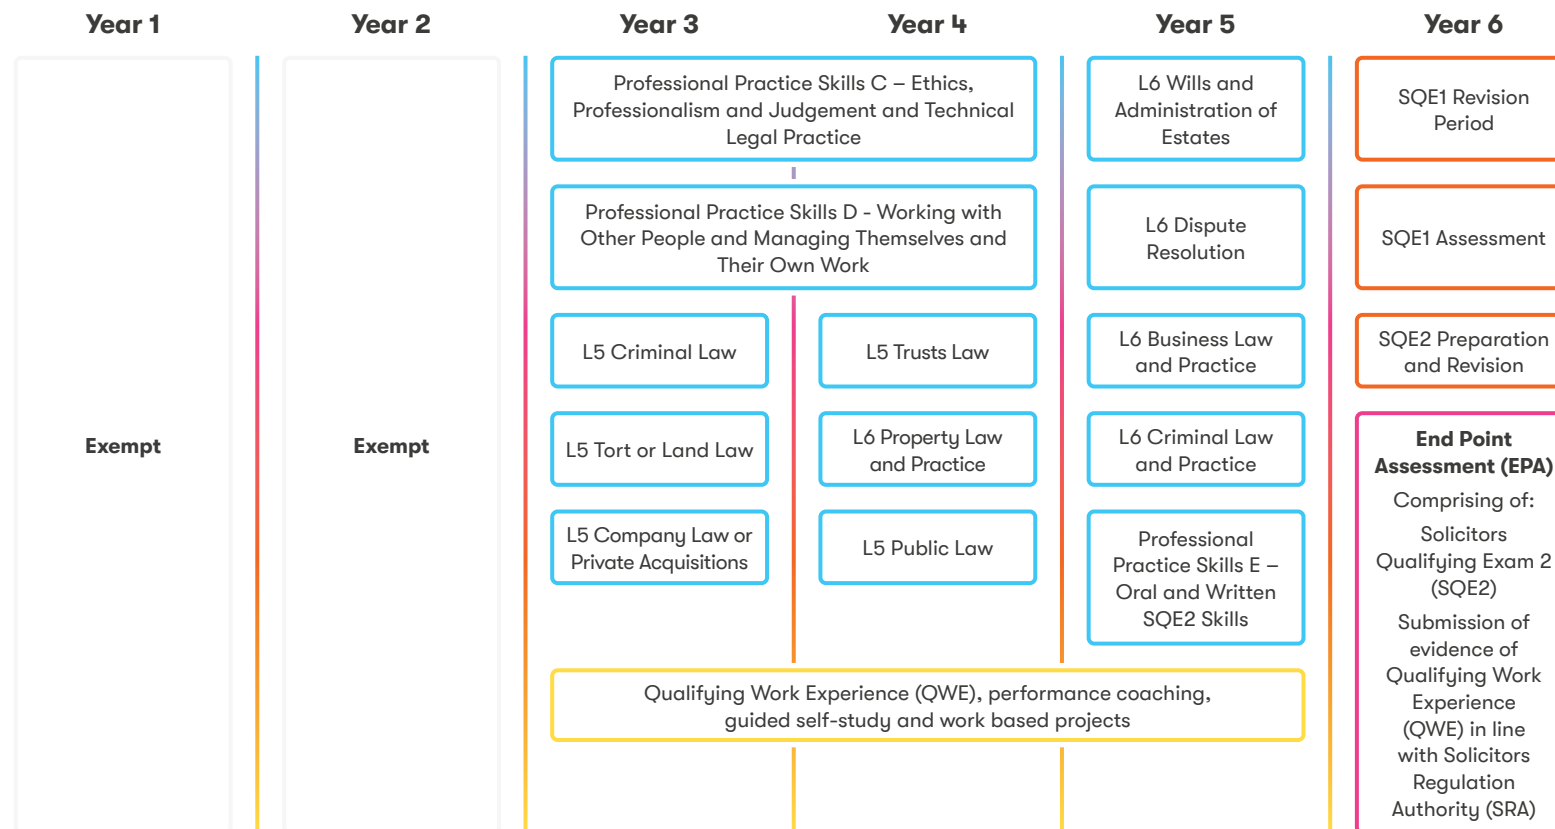 Year 1
Year 2
Year 3
Year 4
Year 5
Year 6
Exempt
Exempt
Professional Practice Skills C – Ethics,
Professionalism and Judgement and Technical
Legal Practice
Professional Practice Skills D - Working with
Other People and Managing Themselves and
Their Own Work
L5 Criminal Law
L5 Tort or Land Law
L5 Company Law or
Private Acquisitions
L5 Trusts Law
L6 Property Law
and Practice
L5 Public Law
L6 Wills and
Administration of
Estates
L6 Dispute
Resolution
L6 Business Law
and Practice
L6 Criminal Law
and Practice
Professional
Practice Skills E –
Oral and Written
SQE2 Skills
Qualifying Work Experience (QWE), performance coaching,
guided self-study and work based projects
SQE1 Revision
Period
SQE1 Assessment
SQE2 Preparation
and Revision
End Point
Assessment (EPA)
Comprising of:
Solicitors
Qualifying Exam 2
(SQE2)
Submission of
evidence of
Qualifying Work
Experience
(QWE) in line
with Solicitors
Regulation
Authority (SRA)